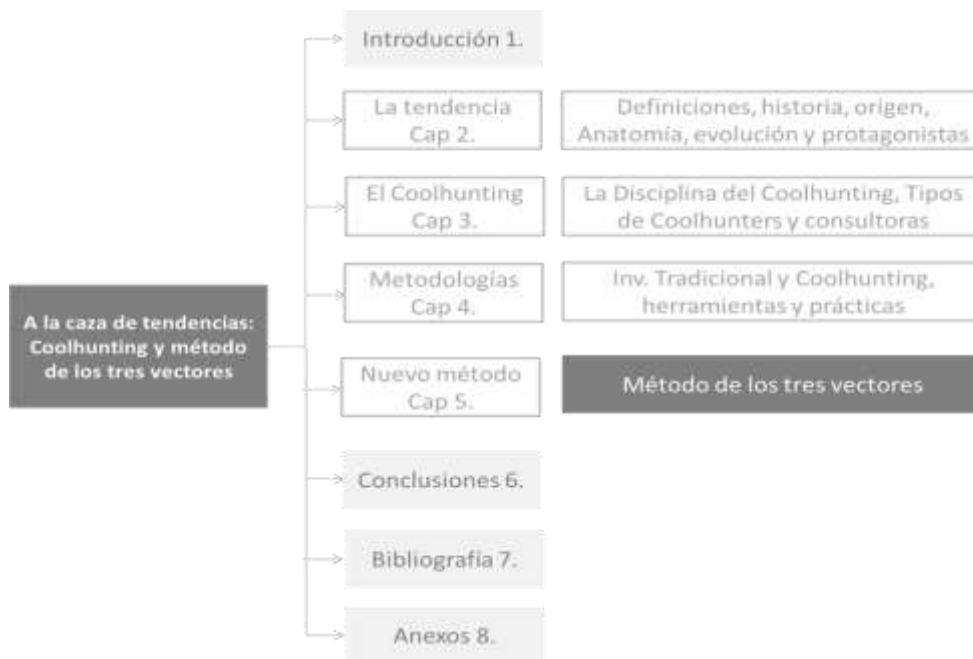 Introducción 1.
La tendencia
Cap 2.
Definiciones, historia, origen,
Anatomía, evolución y protagonistas
El Coolhunting
Cap 3.
La Disciplina del Coolhunting, Tipos
de Coolhunters y consultoras
Metodologías
Cap 4.
Inv. Tradicional y Coolhunting,
herramientas y prácticas
A la caza de tendencias:
Coolhunting y método
de los tres vectores
Nuevo método
Cap 5.
Método de los tres vectores
Conclusiones 6.
Bibliografía 7.
Anexos 8.